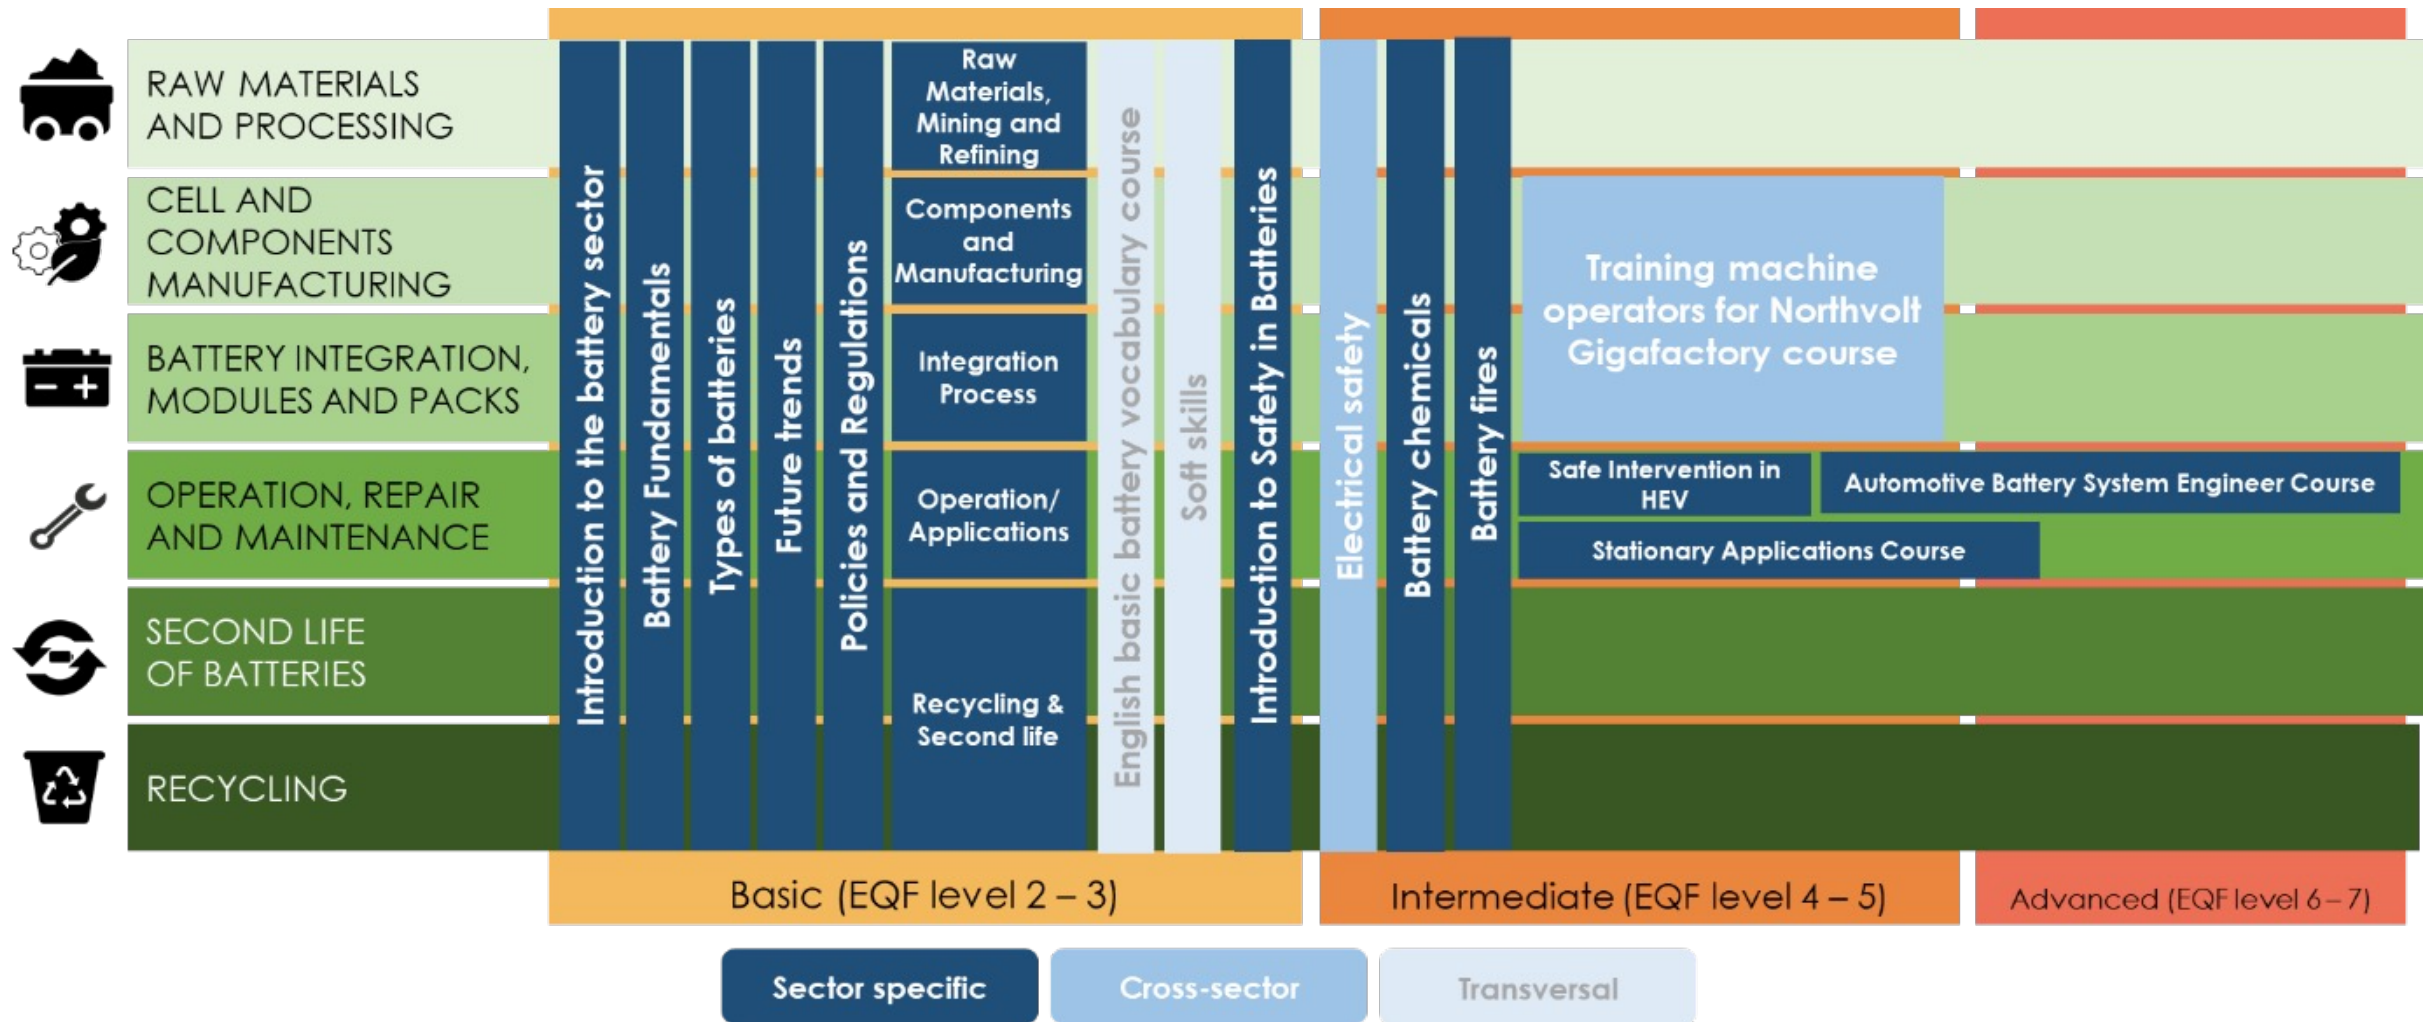 RAW MATERIALS
AND PROCESSING
CELL AND
COMPONENTS
MANUFACTURING
BATTERY INTEGRATION,
MODULES AND PACKS
OPERATION, REPAIR
AND MAINTENANCE
SECOND LIFE
OF BATTERIES
RECYCLING
Introduction to the battery sector
Battery Fundamentals
Types of batteries
Future trends
Policies and Regulations
Raw
Materials,
Mining and
Refining
Components
and
Manufacturing
Integration
Process
Operation/
Applications
Recycling &
Second life
English basic battery vocabulary course
Soft skills
Introduction to Safety in Batteries
Electrical safety
Battery chemicals
Battery fires
Training machine
operators for Northvolt
Gigafactory course
Safe Intervention in
HEV
Automotive Battery System Engineer Course
Stationary Applications Course
Basic (EQF level 2 – 3)
Intermediate (EQF level 4 – 5)
Advanced (EQF level 6 – 7)
Sector specific
Cross-sector
Transversal